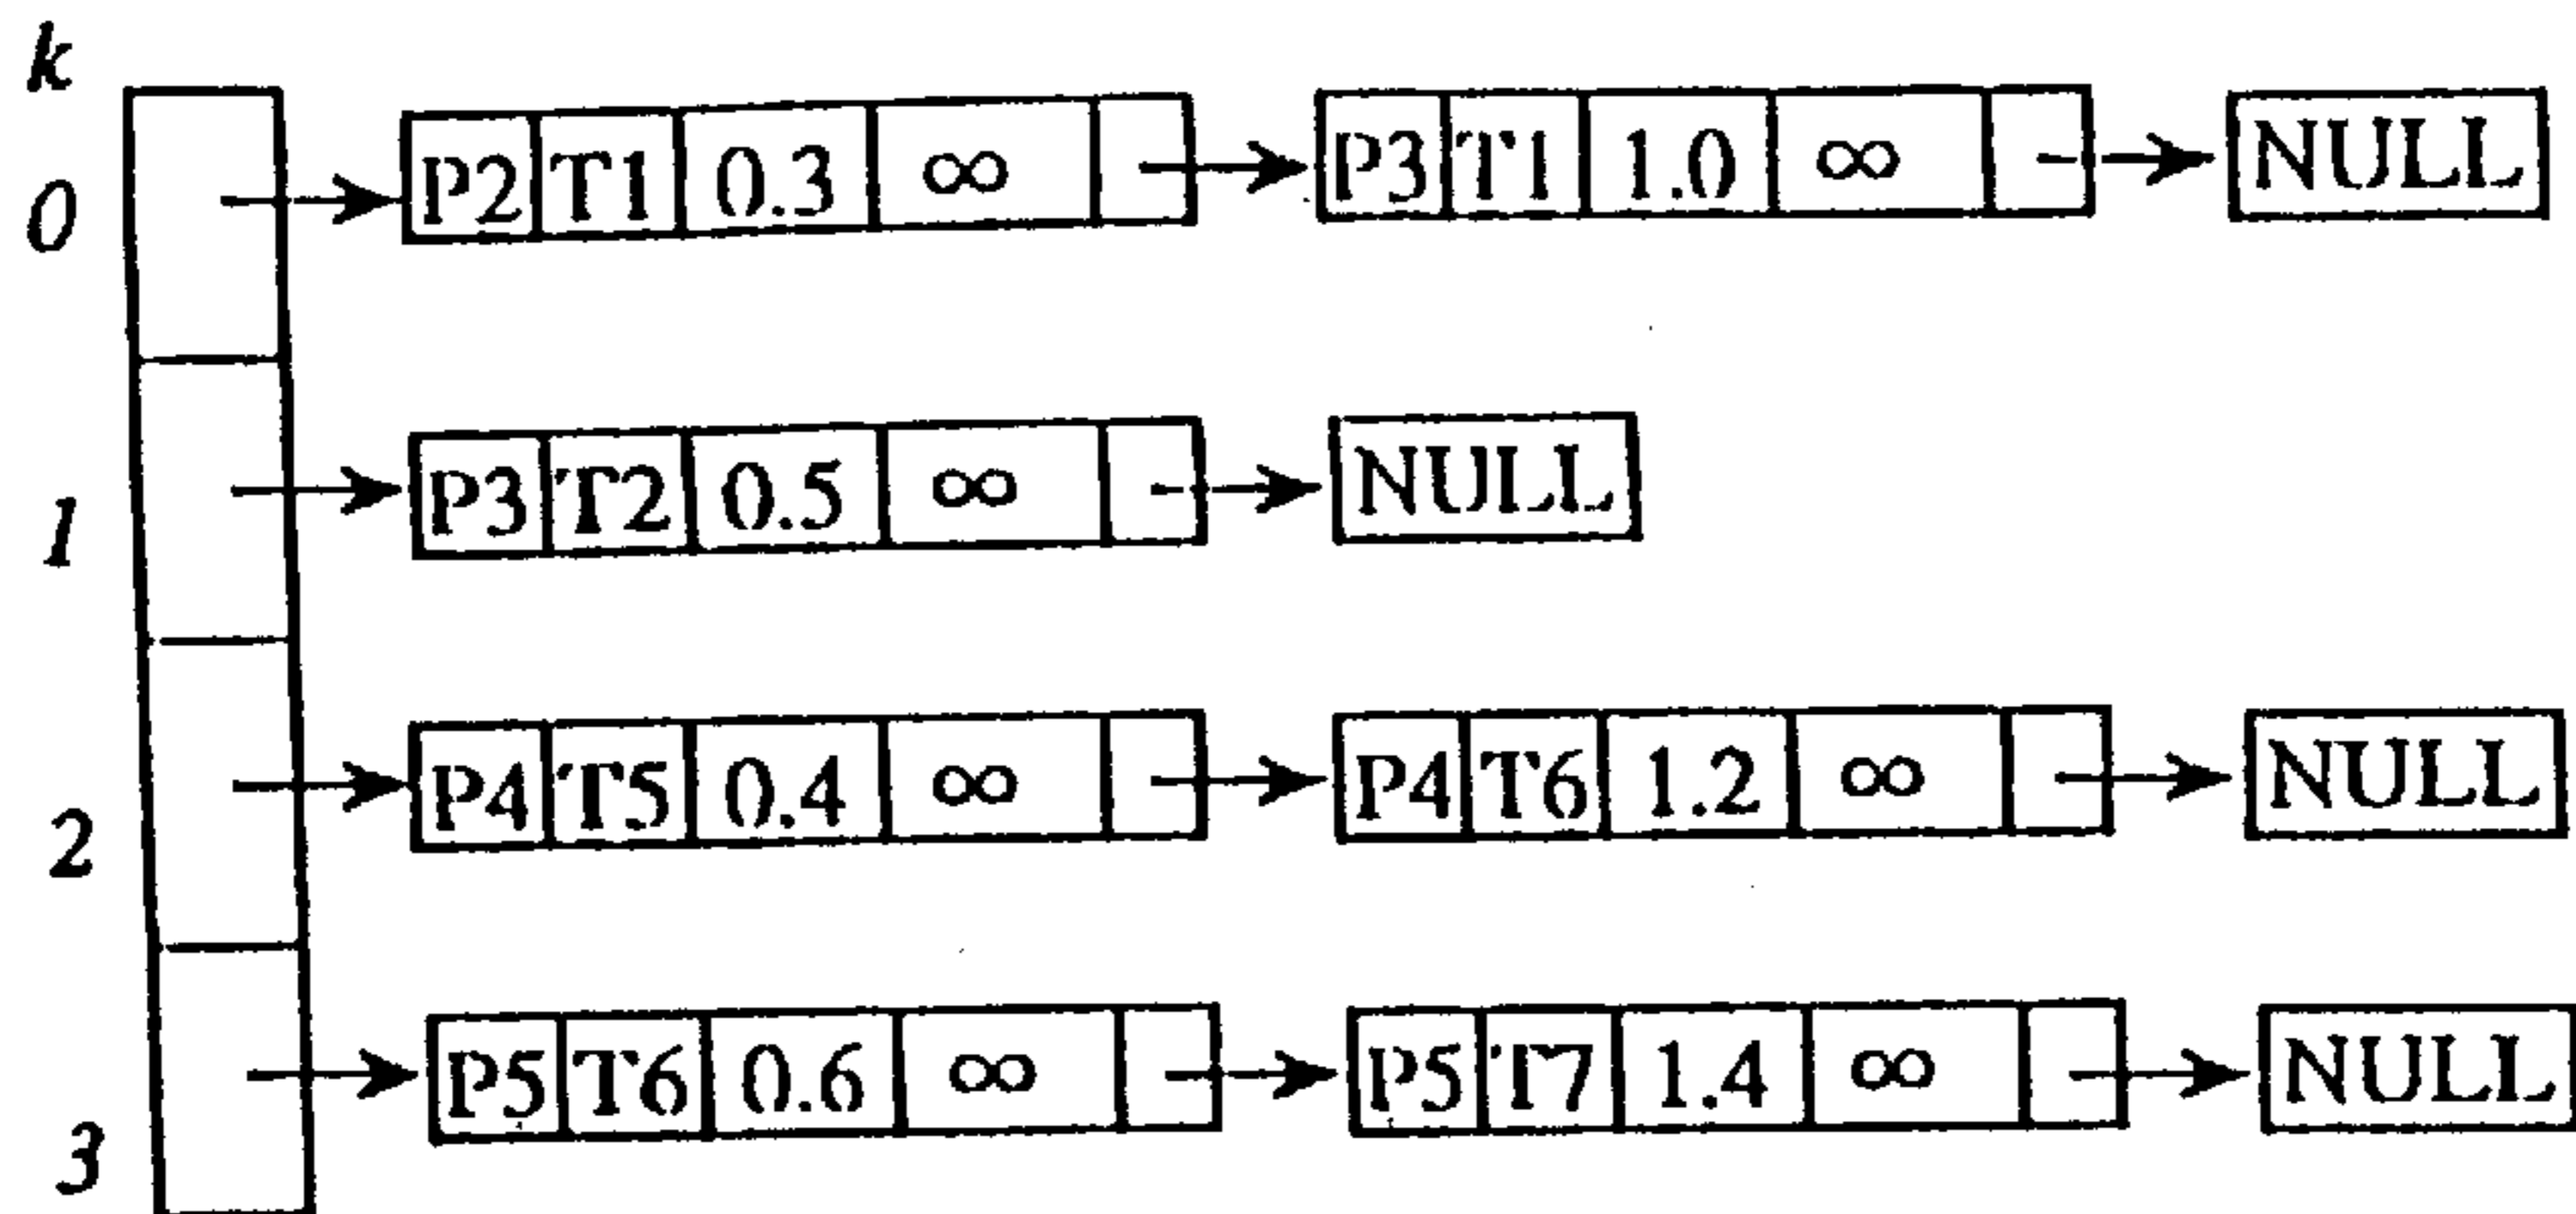 k
0 P2 T1 0.3 ∞ P3 T1 1.0 ∞ NULL
1 P3 T2 0.5 ∞ NULL
2 P4 T5 0.4 ∞ P4 T6 1.2 ∞ NULL
3 P5 T6 0.6 ∞ P5 T7 1.4 ∞ NULL